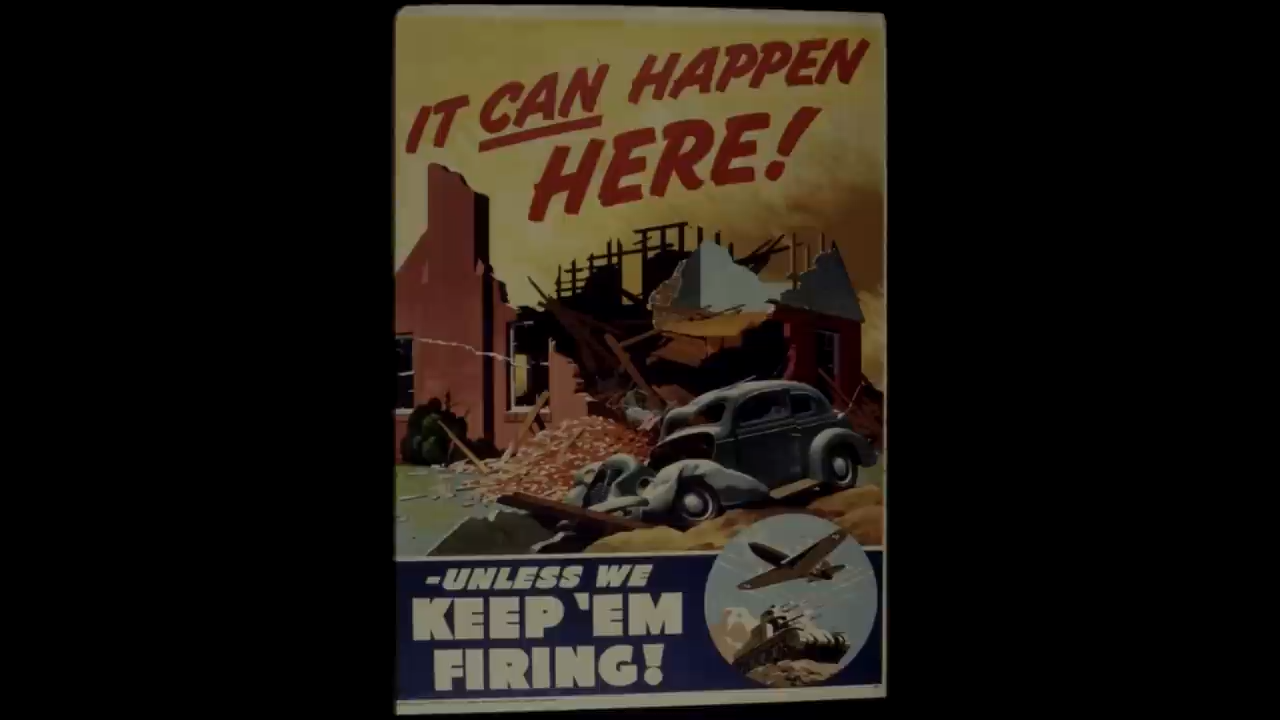 IT CAN HAPPEN
HERE!
-UNLESS WE
KEEP 'EM
FIRING!